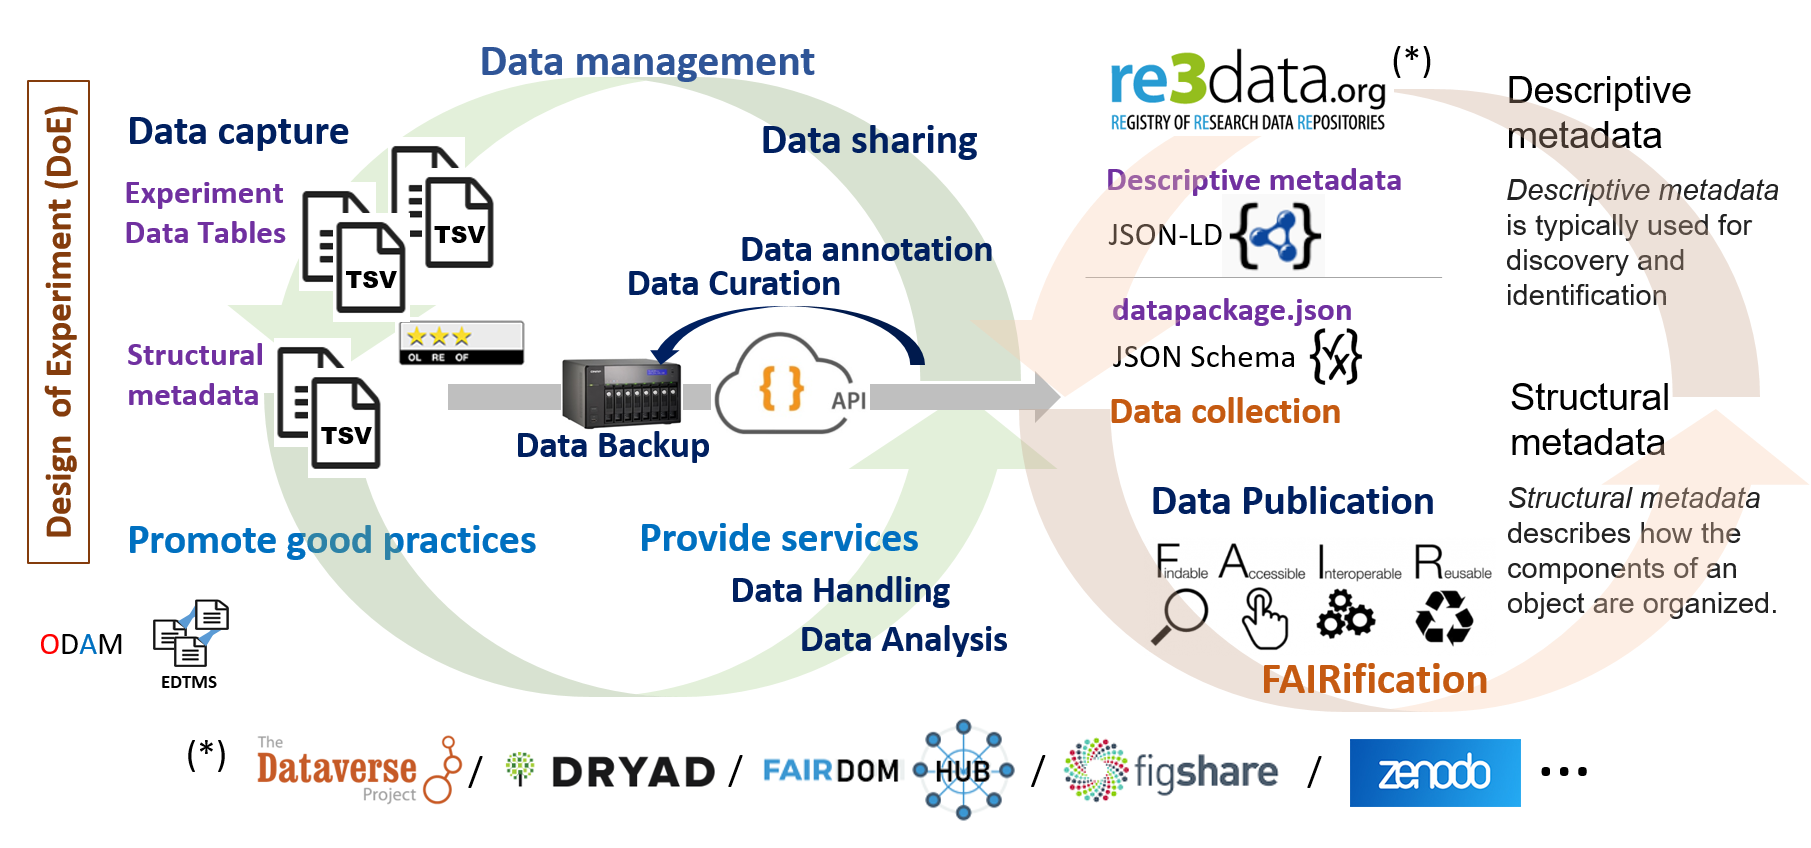 Data management
Design of Experiment (DoE)
Data capture
Experiment
Data Tables
TSV
TSV
OL RE OF
Structural
metadata
TSV
Data sharing
Data annotation
Data Curation
{ }
API
Data Backup
Promote good practices
Provide services
Data Handling
Data Analysis
ODAM
EDTMS
re3data.org
(*)
REGISTRY OF RESEARCH DATA REPOSITORIES
Descriptive metadata
JSON-LD
datapackage.json
JSON Schema
Data collection
Data Publication
Findable Accessible Interoperable Reusable
FAIRification
Descriptive
metadata
Descriptive metadata
is typically used for
discovery and
identification
Structural
metadata
Structural metadata
describes how the
components of an
object are organized.
(*) The
Dataverse
Project
/ DRYAD / FAIRDOM HUB / figshare / zenodo ...